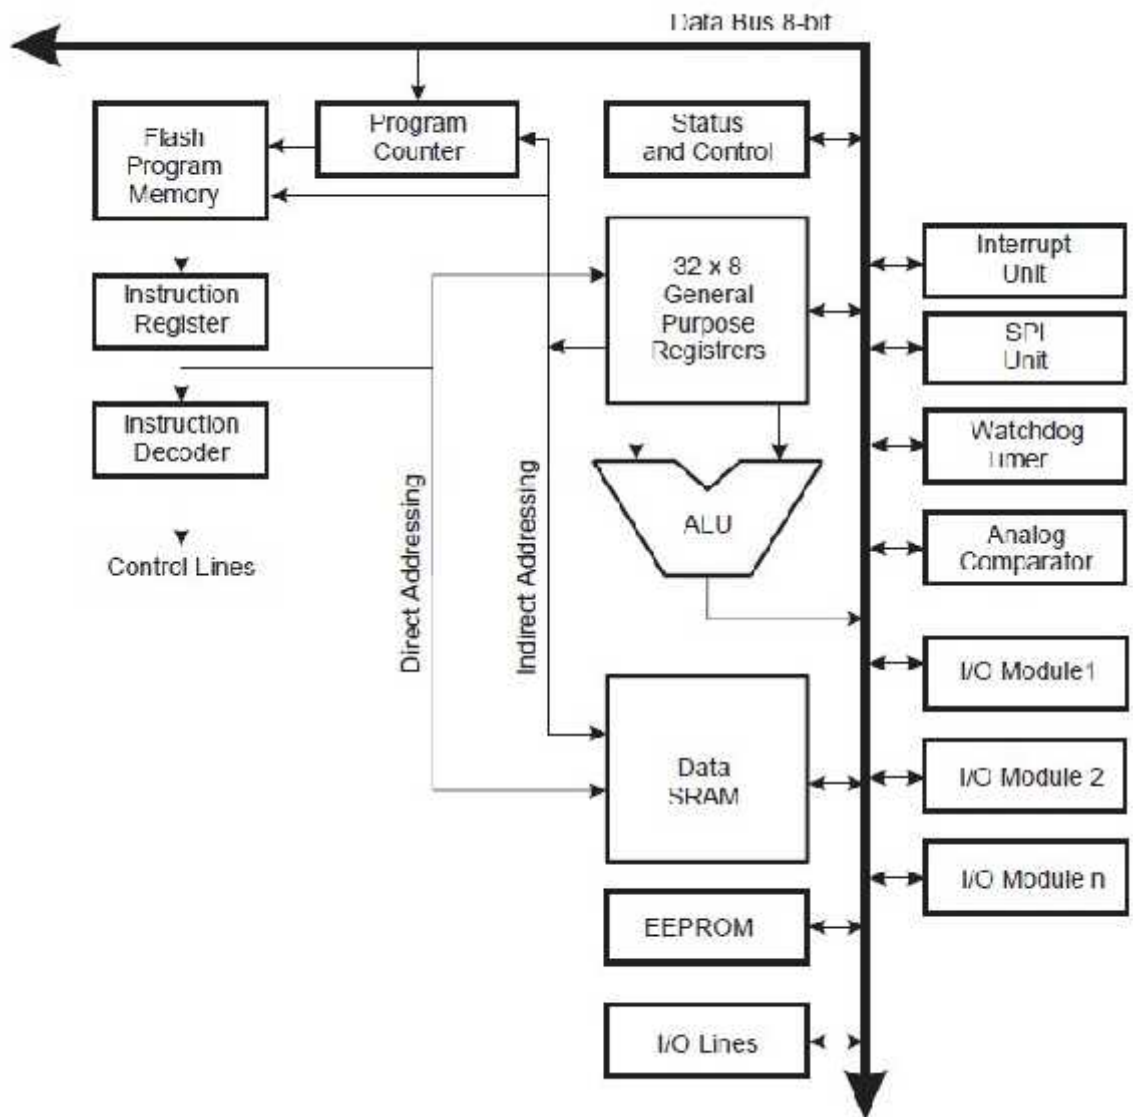 Data Bus 8-bit
Flash
Program
Memory
Program
Counter
Status
and Control
32 x 8
General
Purpose
Registrers
Interrupt
Unit
Instruction
Register
SPI
Unit
Instruction
Decoder
Watchdog
Timer
Direct Addressing
Indirect Addressing
ALU
Analog
Comparator
Control Lines
I/O Module1
Data
SRAM
I/O Module 2
I/O Module n
EEPROM
I/O Lines